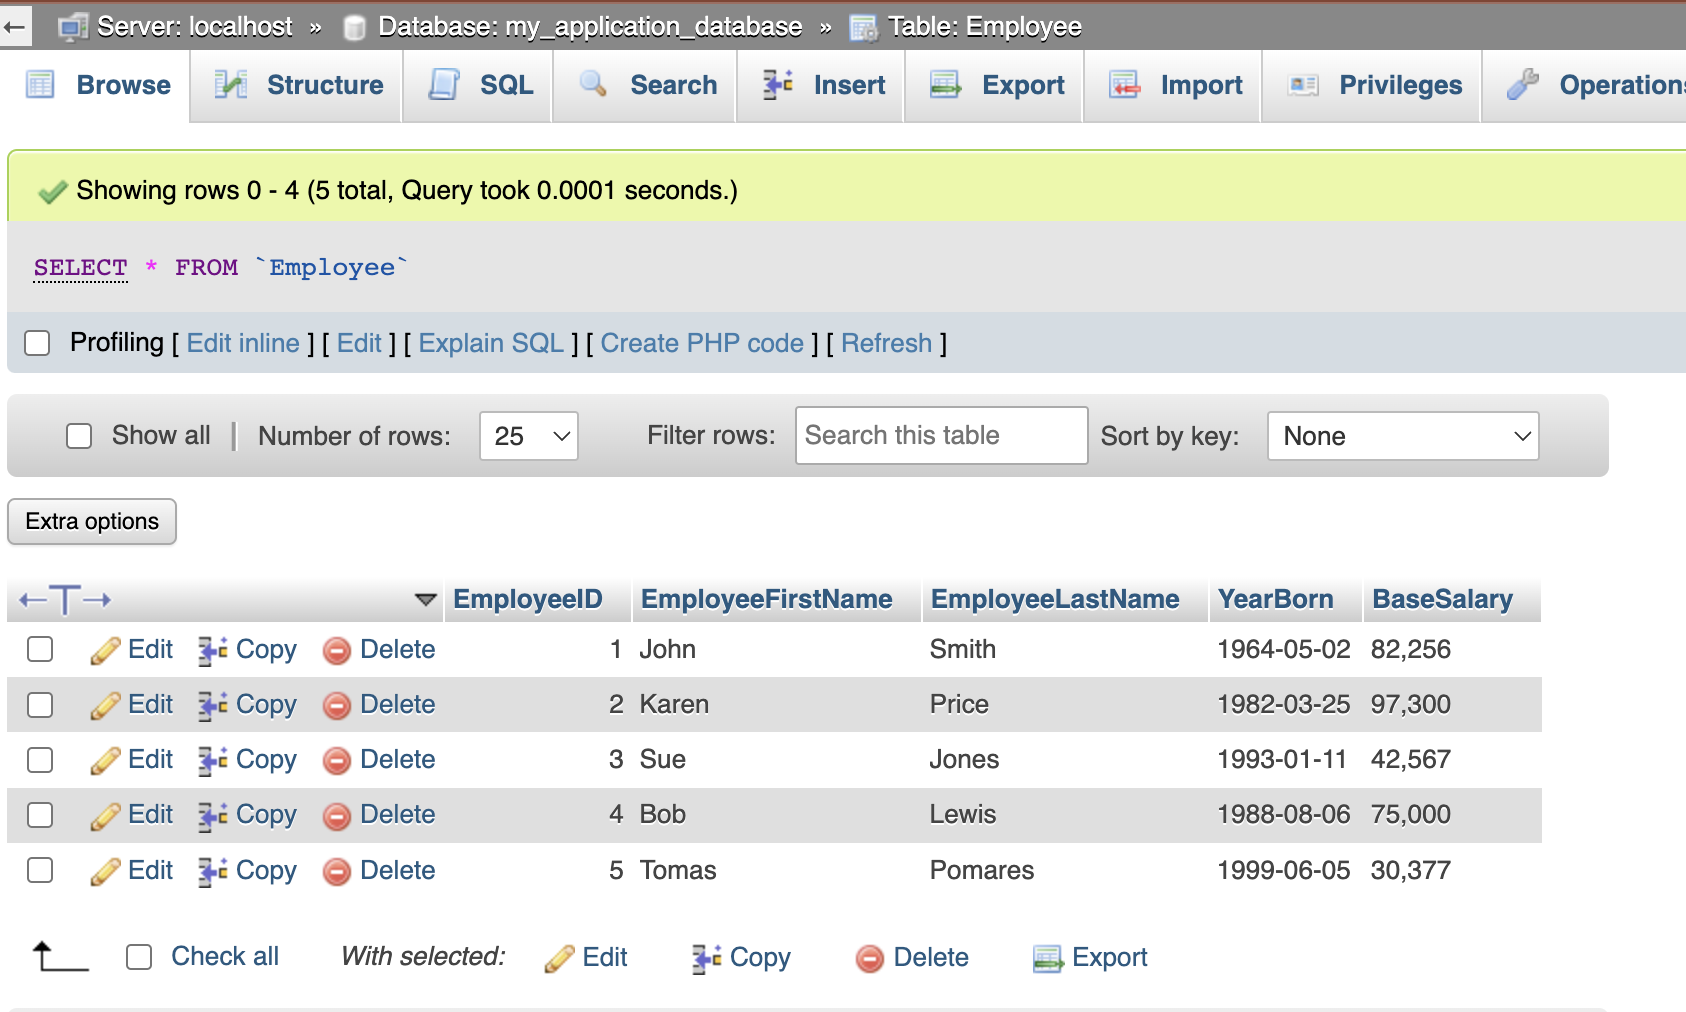 Server: localhost » Database: my_application_database » Table: Employee
Browse Structure SQL Search Insert Export Import Privileges Operations
Showing rows 0 - 4 (5 total, Query took 0.0001 seconds.)
SELECT * FROM `Employee`
Profiling [ Edit inline ] [ Edit ] [ Explain SQL ] [ Create PHP code ] [ Refresh ]
Show all | Number of rows: 25 Filter rows: Search this table Sort by key: None
Extra options
←T→ EmployeeID EmployeeFirstName EmployeeLastName YearBorn BaseSalary
Edit Copy Delete 1 John Smith 1964-05-02 82,256
Edit Copy Delete 2 Karen Price 1982-03-25 97,300
Edit Copy Delete 3 Sue Jones 1993-01-11 42,567
Edit Copy Delete 4 Bob Lewis 1988-08-06 75,000
Edit Copy Delete 5 Tomas Pomares 1999-06-05 30,377
Check all With selected: Edit Copy Delete Export